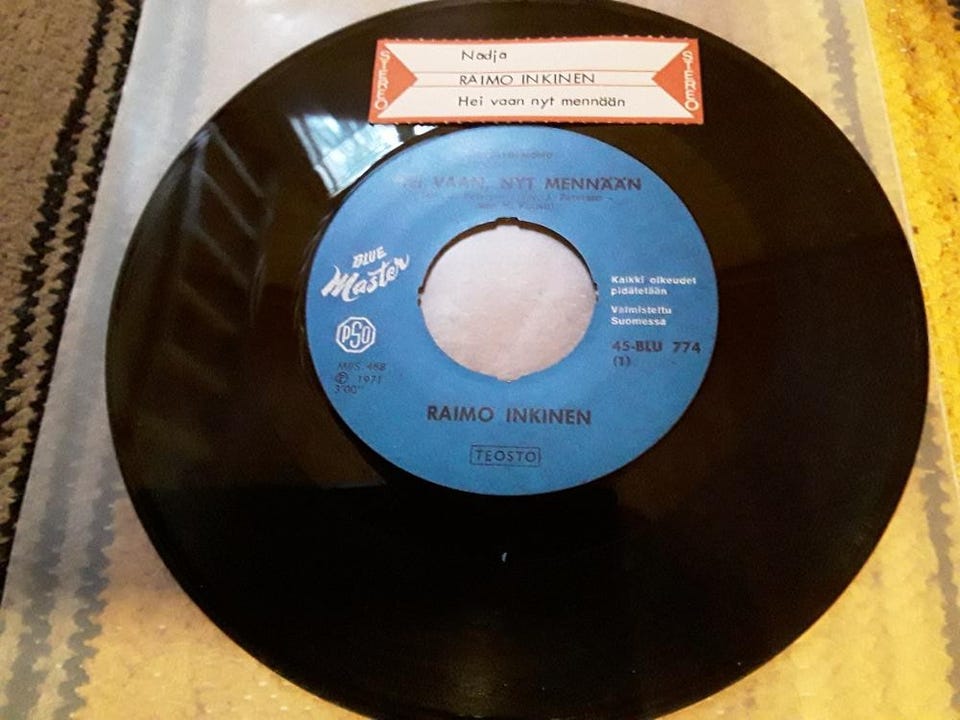 Nadja
STEREO
RAIMO INKINEN
STEREO
Hei vaan nyt mennään
VAAN, NYT MENNÄÄN
BLUE
Master
Kaikki oikeudet
pidätetään
Valmistettu
Suomessa
PSO
45-BLU 774
(1)
MBS. 468
Ⓟ 1971
3'00"
RAIMO INKINEN
TEOSTO